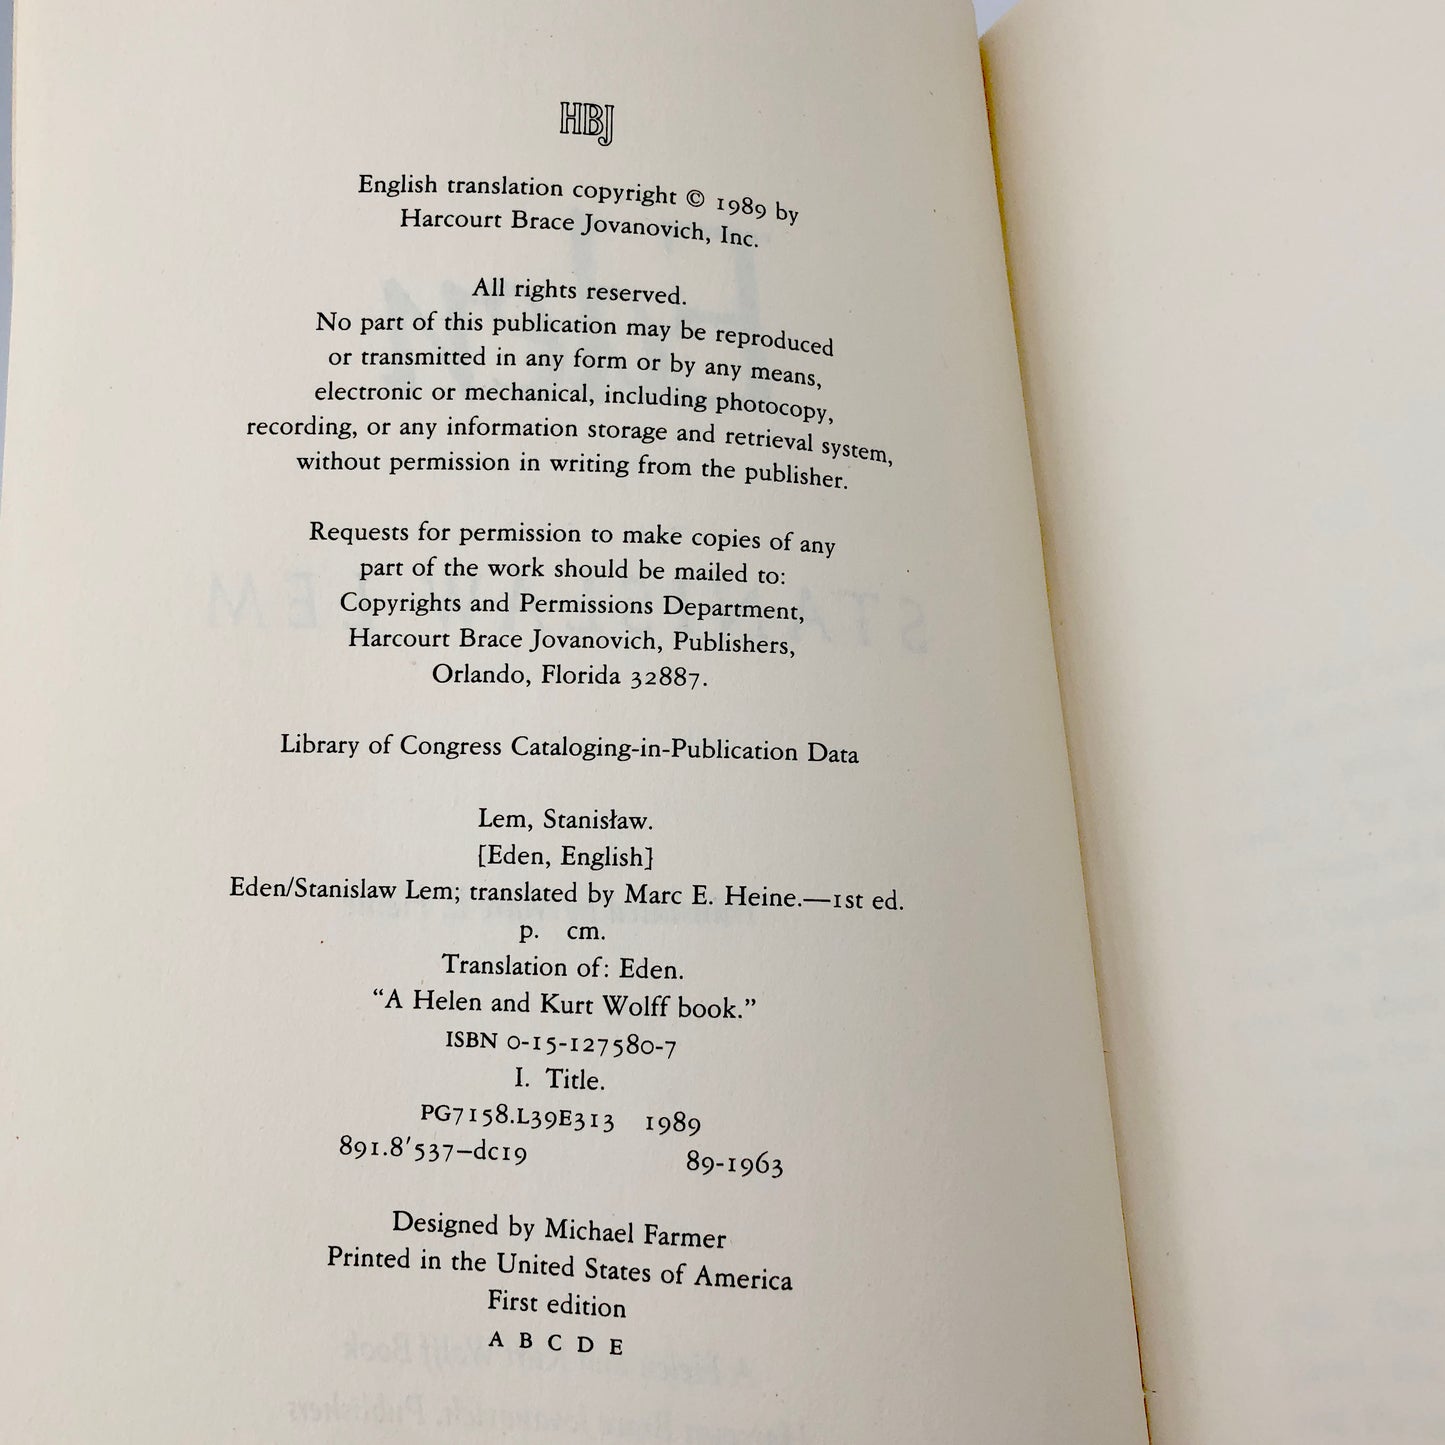 HBJ
English translation copyright © 1989 by
Harcourt Brace Jovanovich, Inc.
All rights reserved.
No part of this publication may be reproduced
or transmitted in any form or by any means,
electronic or mechanical, including photocopy,
recording, or any information storage and retrieval system,
without permission in writing from the publisher.
Requests for permission to make copies of any
part of the work should be mailed to:
Copyrights and Permissions Department,
Harcourt Brace Jovanovich, Publishers,
Orlando, Florida 32887.
Library of Congress Cataloging-in-Publication Data
Lem, Stanisław.
[Eden, English]
Eden/Stanislaw Lem; translated by Marc E. Heine.—1st ed.
p. cm.
Translation of: Eden.
“A Helen and Kurt Wolff book.”
ISBN 0-15-127580-7
I. Title.
PG7158.L39E313 1989
891.8′537–dc19 89-1963
Designed by Michael Farmer
Printed in the United States of America
First edition
A B C D E